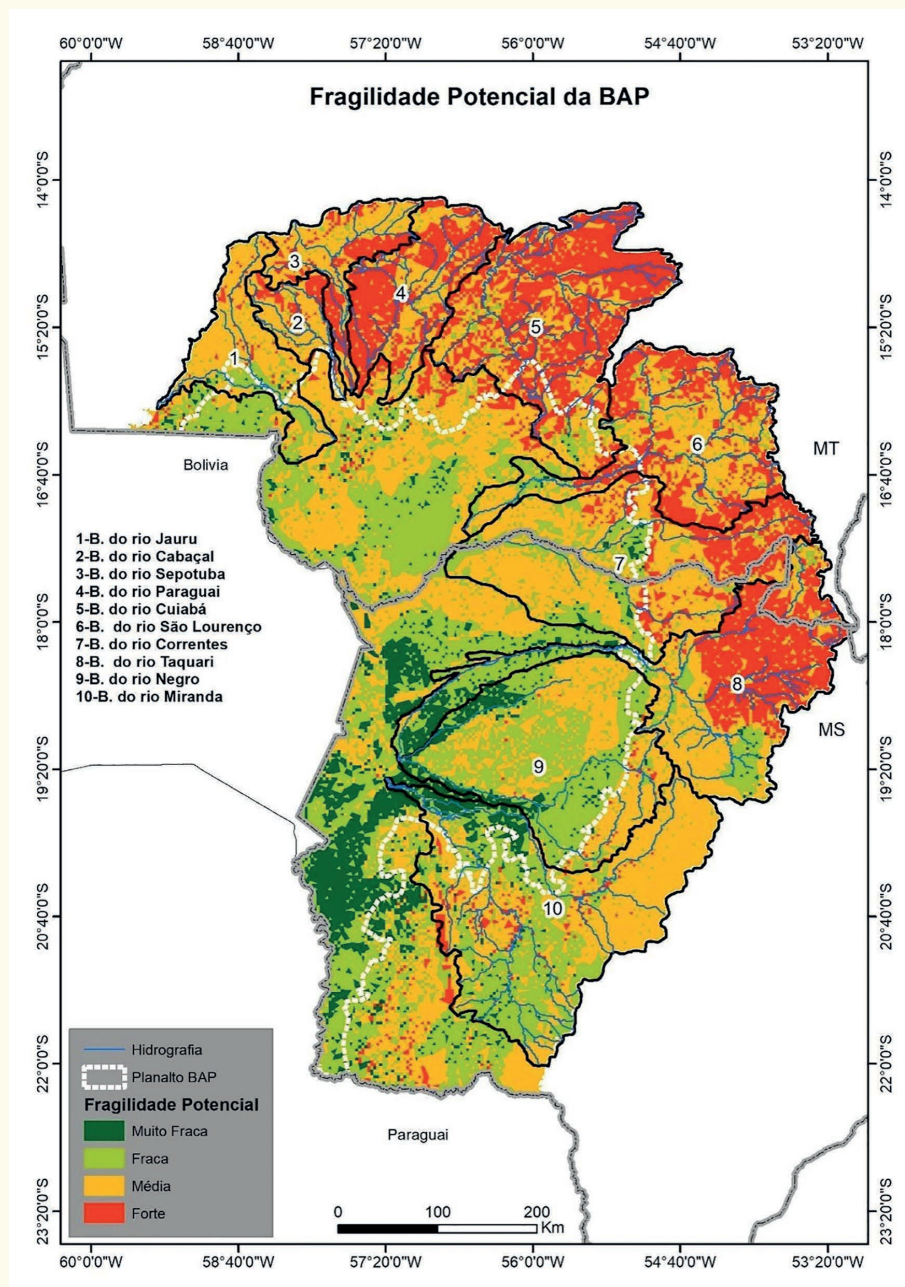 60°0'0"W 58°40'0"W 57°20'0"W 56°0'0"W 54°40'0"W 53°20'0"W
Fragilidade Potencial da BAP
14°0'0"S 14°0'0"S
3
4
2
5
15°20'0"S 15°20'0"S
1
6
MT
Bolivia
16°40'0"S 16°40'0"S
1-B. do rio Jauru
2-B. do rio Cabaçal
3-B. do rio Sepotuba
4-B. do rio Paraguai
5-B. do rio Cuiabá
6-B. do rio São Lourenço
7-B. do rio Correntes
8-B. do rio Taquari
9-B. do rio Negro
10-B. do rio Miranda
7
18°0'0"S 18°0'0"S
8
MS
9
19°20'0"S 19°20'0"S
10
20°40'0"S 20°40'0"S
22°0'0"S 22°0'0"S
Hidrografia
Planalto BAP
Fragilidade Potencial
Muito Fraca
Fraca
Média
Forte
Paraguai
0 100 200
Km
23°20'0"S 23°20'0"S
60°0'0"W 58°40'0"W 57°20'0"W 56°0'0"W 54°40'0"W 53°20'0"W